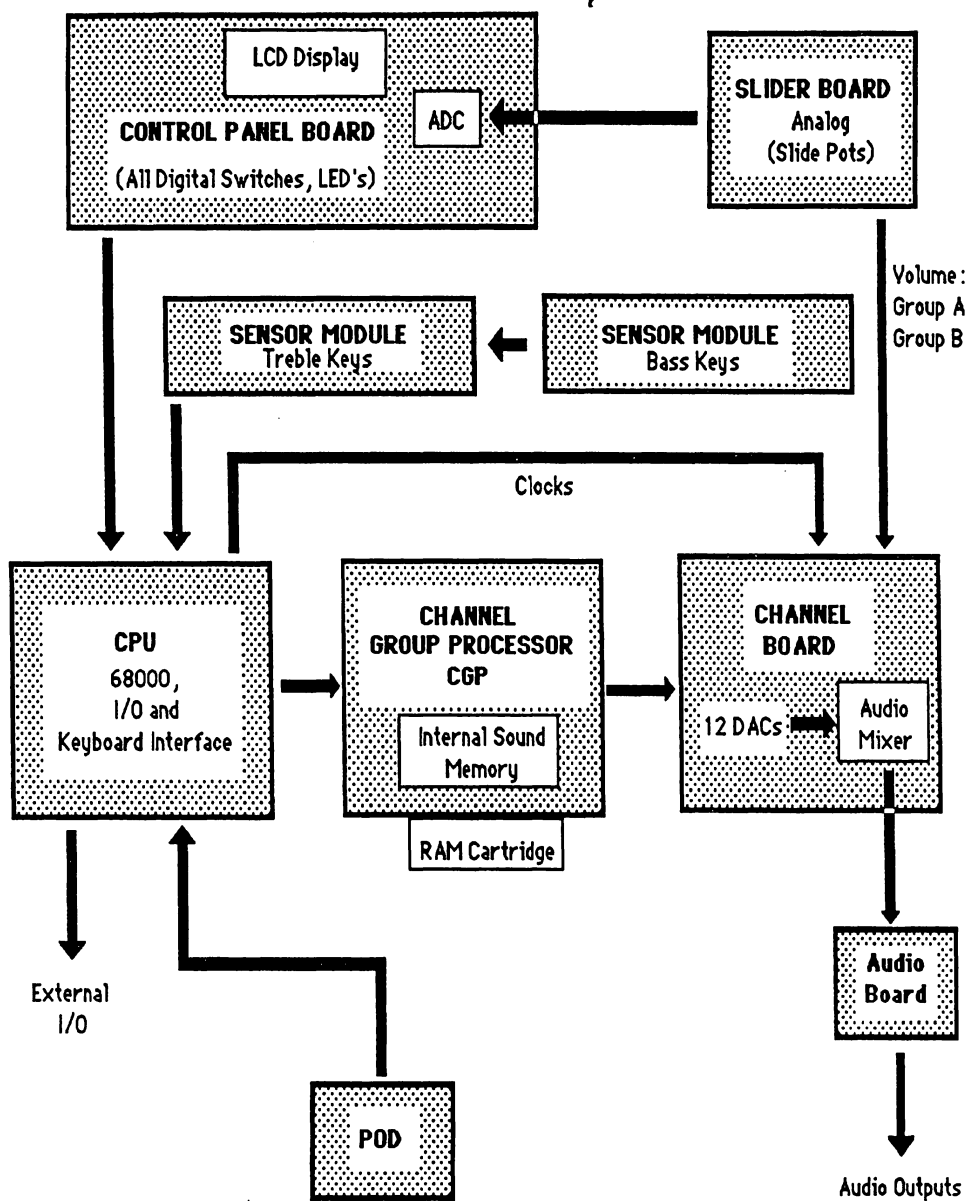 LCD Display
CONTROL PANEL BOARD
(All Digital Switches, LED's)
ADC
SLIDER BOARD
Analog
(Slide Pots)
Volume:
Group A
Group B
SENSOR MODULE
Treble Keys
SENSOR MODULE
Bass Keys
Clocks
CPU
68000,
I/O and
Keyboard Interface
CHANNEL
GROUP PROCESSOR
CGP
Internal Sound
Memory
RAM Cartridge
CHANNEL
BOARD
12 DACs
Audio
Mixer
External
I/O
POD
Audio
Board
Audio Outputs